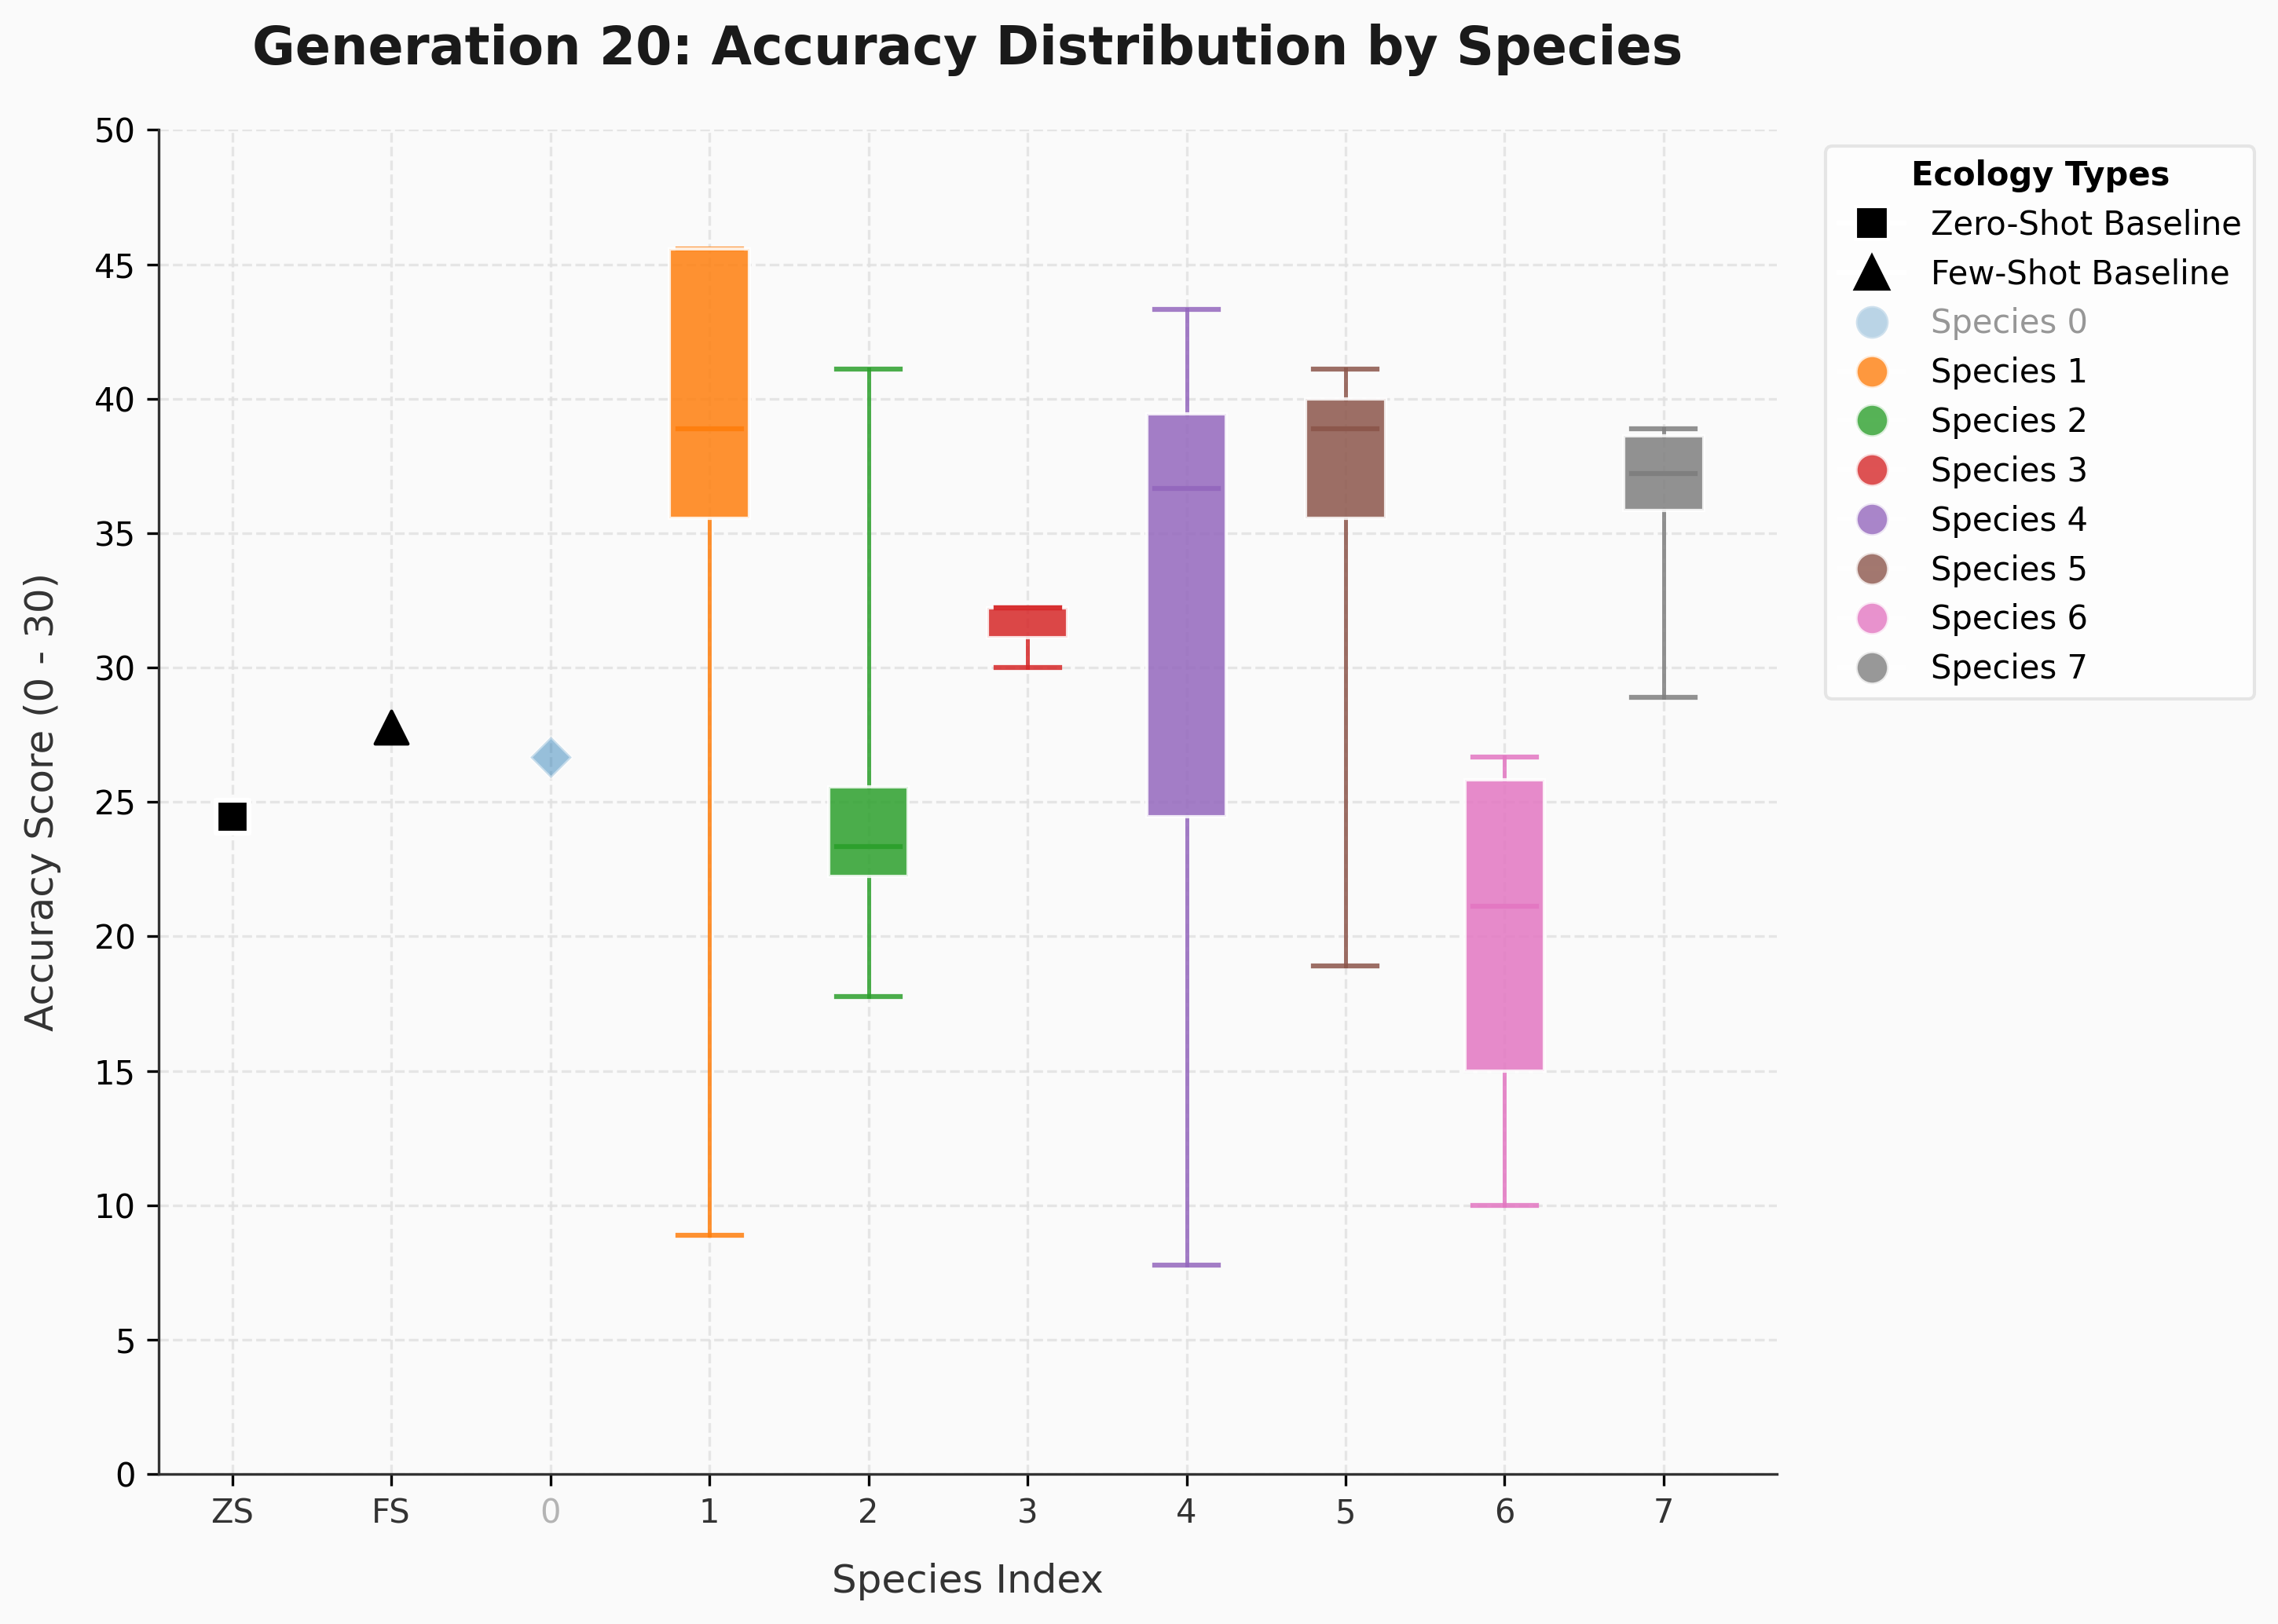 Generation 20: Accuracy Distribution by Species
50
45
40
35
30
25
20
15
10
5
0
Accuracy Score (0 - 30)
ZS FS 0 1 2 3 4 5 6 7
Species Index
Ecology Types
Zero-Shot Baseline
Few-Shot Baseline
Species 0
Species 1
Species 2
Species 3
Species 4
Species 5
Species 6
Species 7